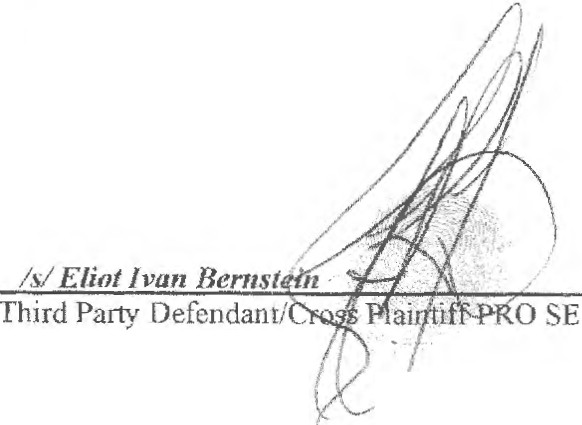 /s/ Eliot Ivan Bernstein
Third Party Defendant/Cross Plaintiff PRO SE